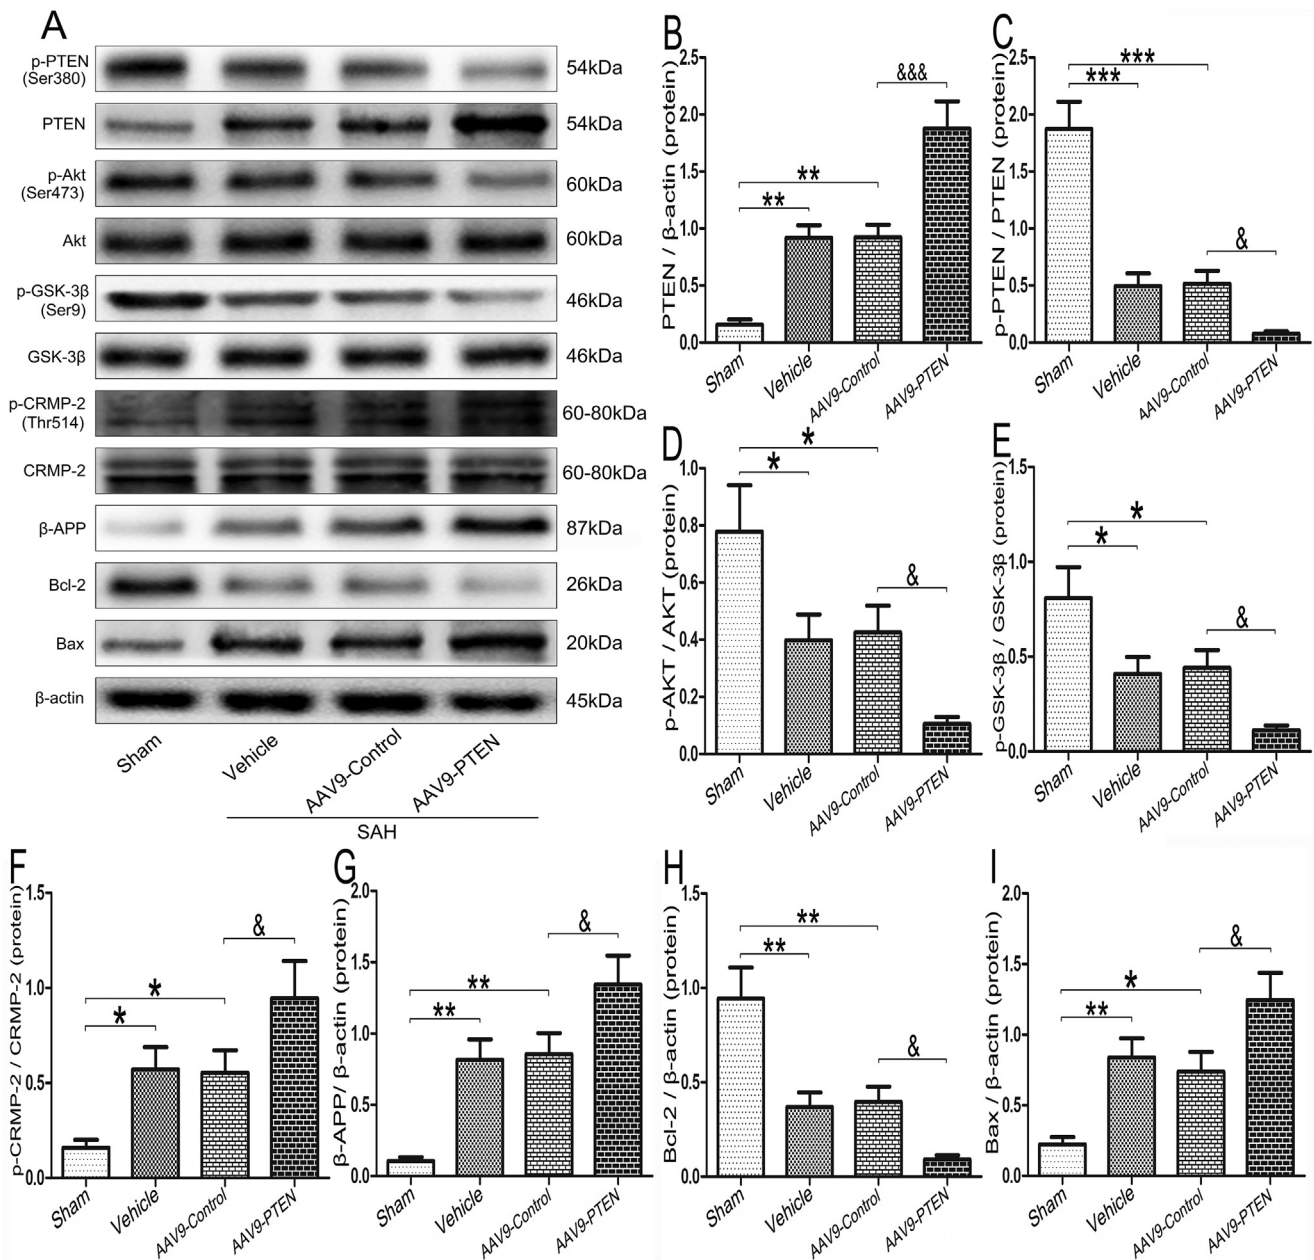 A
p-PTEN
(Ser380)
54kDa
PTEN
54kDa
p-Akt
(Ser473)
60kDa
Akt
60kDa
p-GSK-3β
(Ser9)
46kDa
GSK-3β
46kDa
p-CRMP-2
(Thr514)
60-80kDa
CRMP-2
60-80kDa
β-APP
87kDa
Bcl-2
26kDa
Bax
20kDa
β-actin
45kDa
Sham
Vehicle
AAV9-Control
AAV9-PTEN
SAH
B
PTEN / β-actin (protein)
2.5
2.0
1.5
1.0
0.5
0.0
**
**
&&&
Sham
Vehicle
AAV9-Control
AAV9-PTEN
C
p-PTEN / PTEN (protein)
2.5
2.0
1.5
1.0
0.5
0.0
***
***
&
Sham
Vehicle
AAV9-Control
AAV9-PTEN
D
p-AKT / AKT (protein)
1.0
0.8
0.6
0.4
0.2
0.0
*
*
&
Sham
Vehicle
AAV9-Control
AAV9-PTEN
E
p-GSK-3β / GSK-3β (protein)
1.5
1.0
0.5
0.0
*
*
&
Sham
Vehicle
AAV9-Control
AAV9-PTEN
F
p-CRMP-2 / CRMP-2 (protein)
1.5
1.0
0.5
0.0
*
*
&
Sham
Vehicle
AAV9-Control
AAV9-PTEN
G
β-APP/ β-actin (protein)
2.0
1.5
1.0
0.5
0.0
**
**
&
Sham
Vehicle
AAV9-Control
AAV9-PTEN
H
Bcl-2 / β-actin (protein)
1.5
1.0
0.5
0.0
**
**
&
Sham
Vehicle
AAV9-Control
AAV9-PTEN
I
Bax / β-actin (protein)
2.0
1.5
1.0
0.5
0.0
*
**
&
Sham
Vehicle
AAV9-Control
AAV9-PTEN